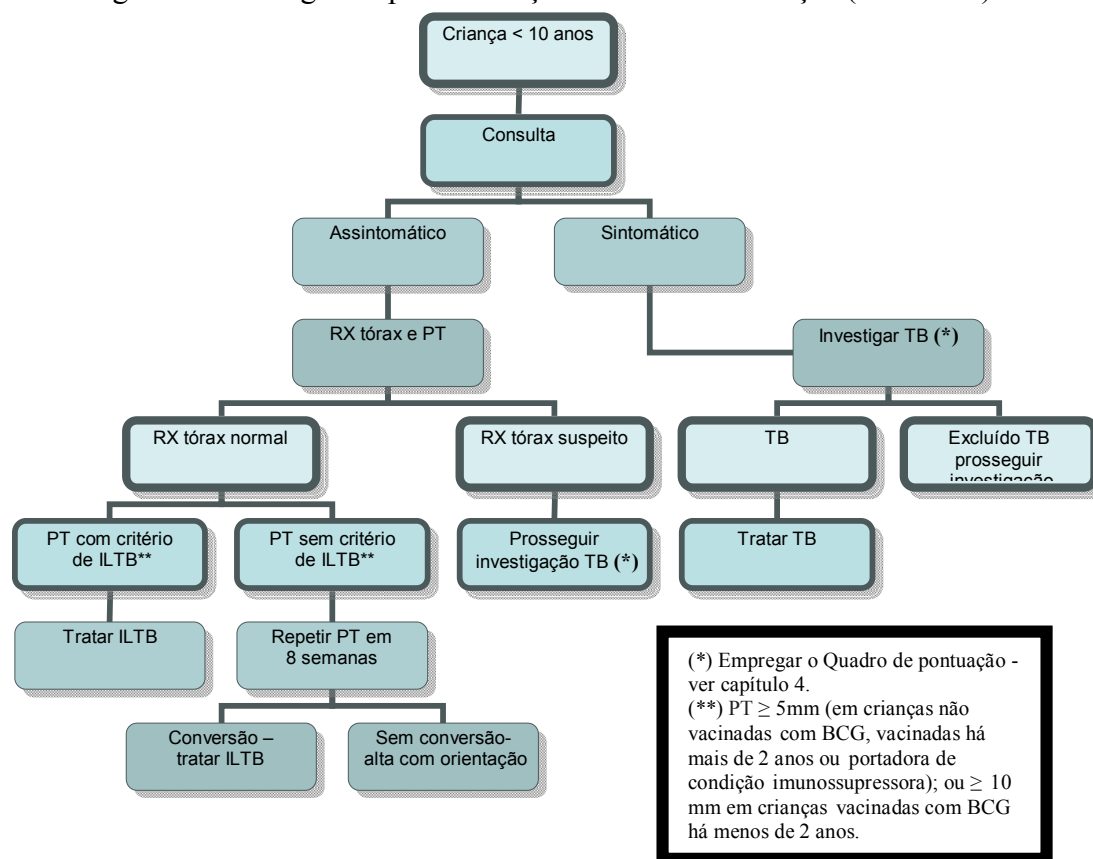 Criança < 10 anos
Consulta
Assintomático
Sintomático
RX tórax e PT
Investigar TB (*)
RX tórax normal
RX tórax suspeito
TB
Excluído TB
prosseguir
investigação
PT com critério
de ILTB**
PT sem critério
de ILTB**
Prosseguir
investigação TB (*)
Tratar TB
Tratar ILTB
Repetir PT em
8 semanas
Conversão –
tratar ILTB
Sem conversão-
alta com orientação
(*) Empregar o Quadro de pontuação -
ver capítulo 4.
(**) PT ≥ 5mm (em crianças não
vacinadas com BCG, vacinadas há
mais de 2 anos ou portadora de
condição imunossupressora); ou ≥ 10
mm em crianças vacinadas com BCG
há menos de 2 anos.